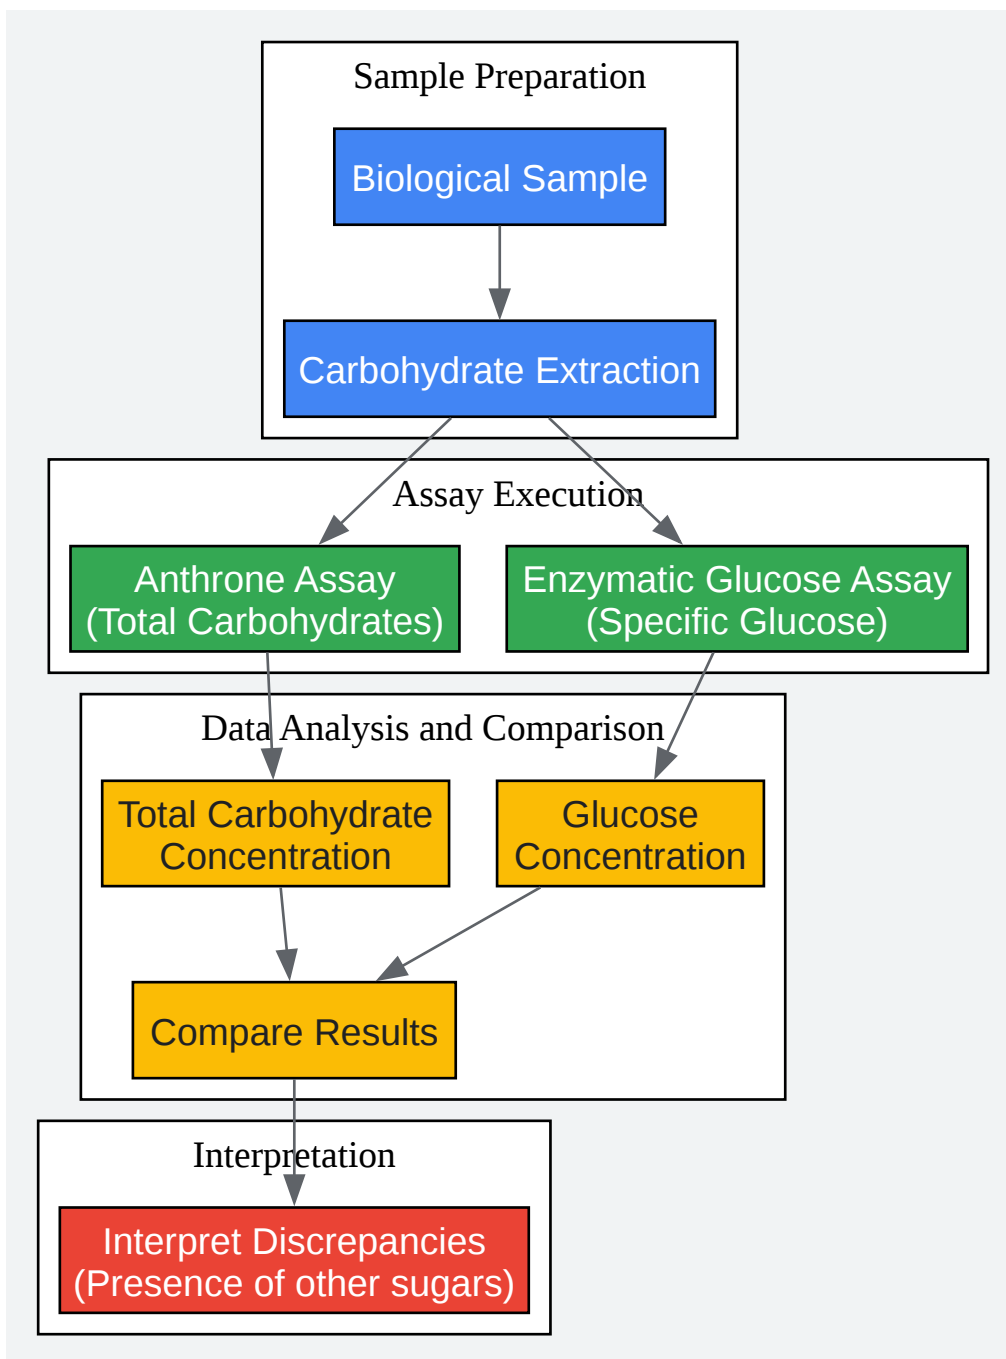 Sample Preparation
Biological Sample
Carbohydrate Extraction
Assay Execution
Anthrone Assay
(Total Carbohydrates)
Enzymatic Glucose Assay
(Specific Glucose)
Data Analysis and Comparison
Total Carbohydrate
Concentration
Glucose
Concentration
Compare Results
Interpretation
Interpret Discrepancies
(Presence of other sugars)